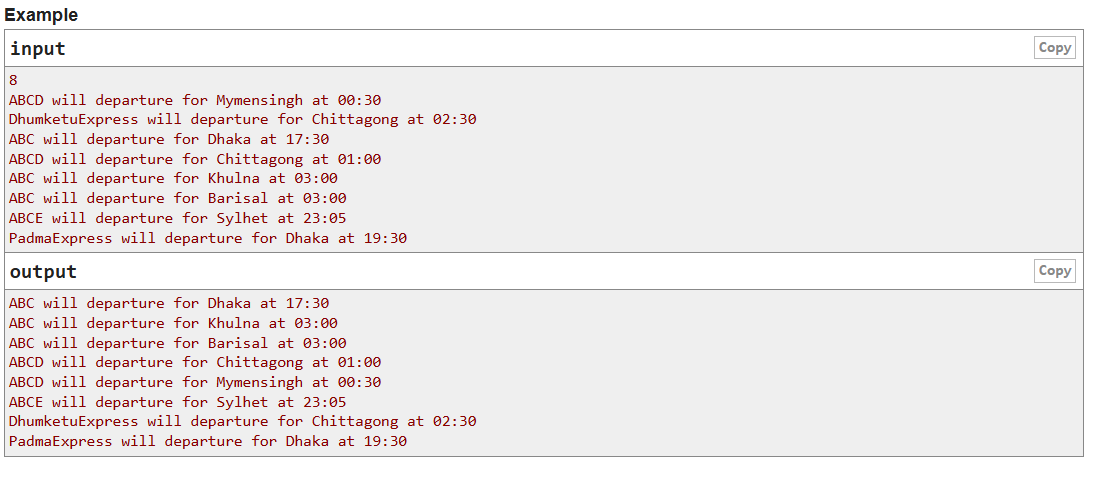 Example
input
Copy
8
ABCD will departure for Mymensingh at 00:30
DhumketuExpress will departure for Chittagong at 02:30
ABC will departure for Dhaka at 17:30
ABCD will departure for Chittagong at 01:00
ABC will departure for Khulna at 03:00
ABC will departure for Barisal at 03:00
ABCE will departure for Sylhet at 23:05
PadmaExpress will departure for Dhaka at 19:30
output
Copy
ABC will departure for Dhaka at 17:30
ABC will departure for Khulna at 03:00
ABC will departure for Barisal at 03:00
ABCD will departure for Chittagong at 01:00
ABCD will departure for Mymensingh at 00:30
ABCE will departure for Sylhet at 23:05
DhumketuExpress will departure for Chittagong at 02:30
PadmaExpress will departure for Dhaka at 19:30